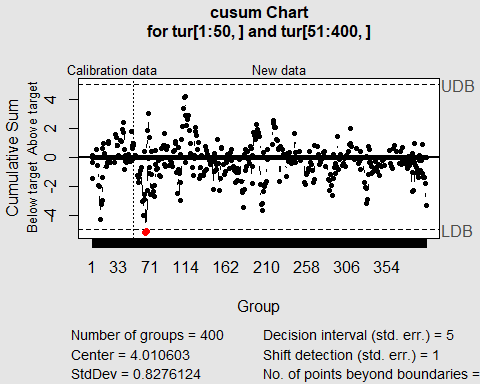 cusum Chart
for tur[1:50, ] and tur[51:400, ]
Calibration data New data
UDB
LDB
Cumulative Sum
Below target Above target
4
2
0
-2
-4
1 33 71 114 162 210 258 306 354
Group
Number of groups = 400 Decision interval (std. err.) = 5
Center = 4.010603 Shift detection (std. err.) = 1
StdDev = 0.8276124 No. of points beyond boundaries =